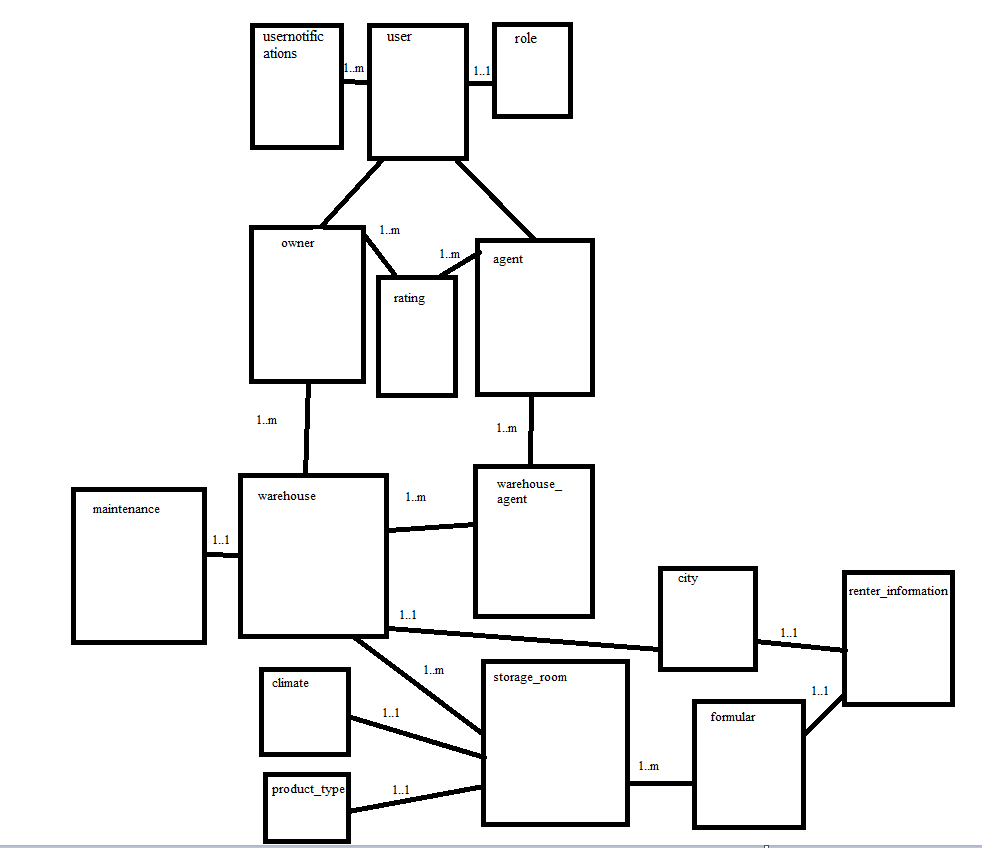 usernotific
ations
user
role
1..m
1..1
owner
1..m
1..m
agent
rating
1..m
1..m
maintenance
warehouse
1..m
warehouse_
agent
1..1
city
renter_information
1..1
1..1
1..m
storage_room
climate
1..1
1..1
formular
1..m
product_type
1..1